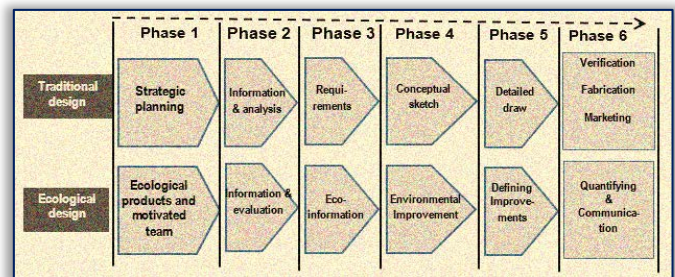 Phase 1 Phase 2 Phase 3 Phase 4 Phase 5 Phase 6
Traditional
design
Strategic
planning
Information
& analysis
Requi-
rements
Conceptual
sketch
Detailed
draw
Verification
Fabrication
Marketing
Ecological
design
Ecological
products and
motivated
team
Information &
evaluation
Eco-
information
Environmental
Improvement
Defining
Improve-
ments
Quantifying
&
Communica-
tion